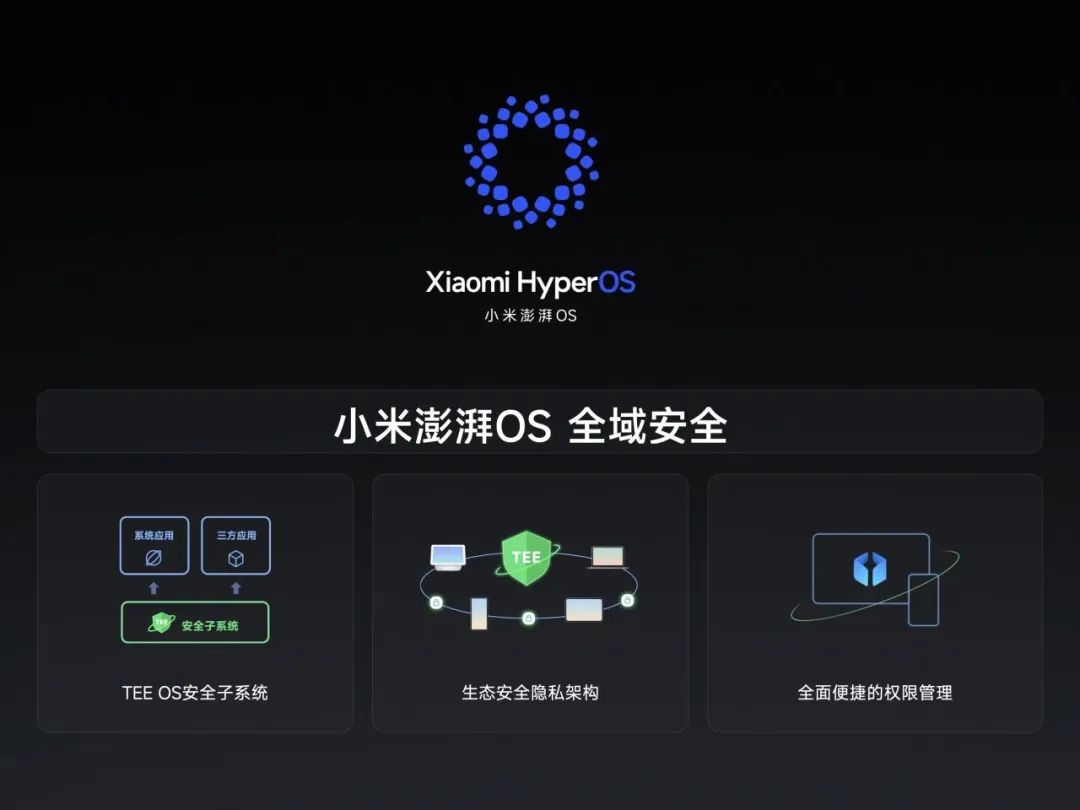 Xiaomi HyperOS
小米澎湃OS
小米澎湃OS 全域安全
系统应用
三方应用
TEE 安全子系统
TEE OS安全子系统
TEE
生态安全隐私架构
全面便捷的权限管理